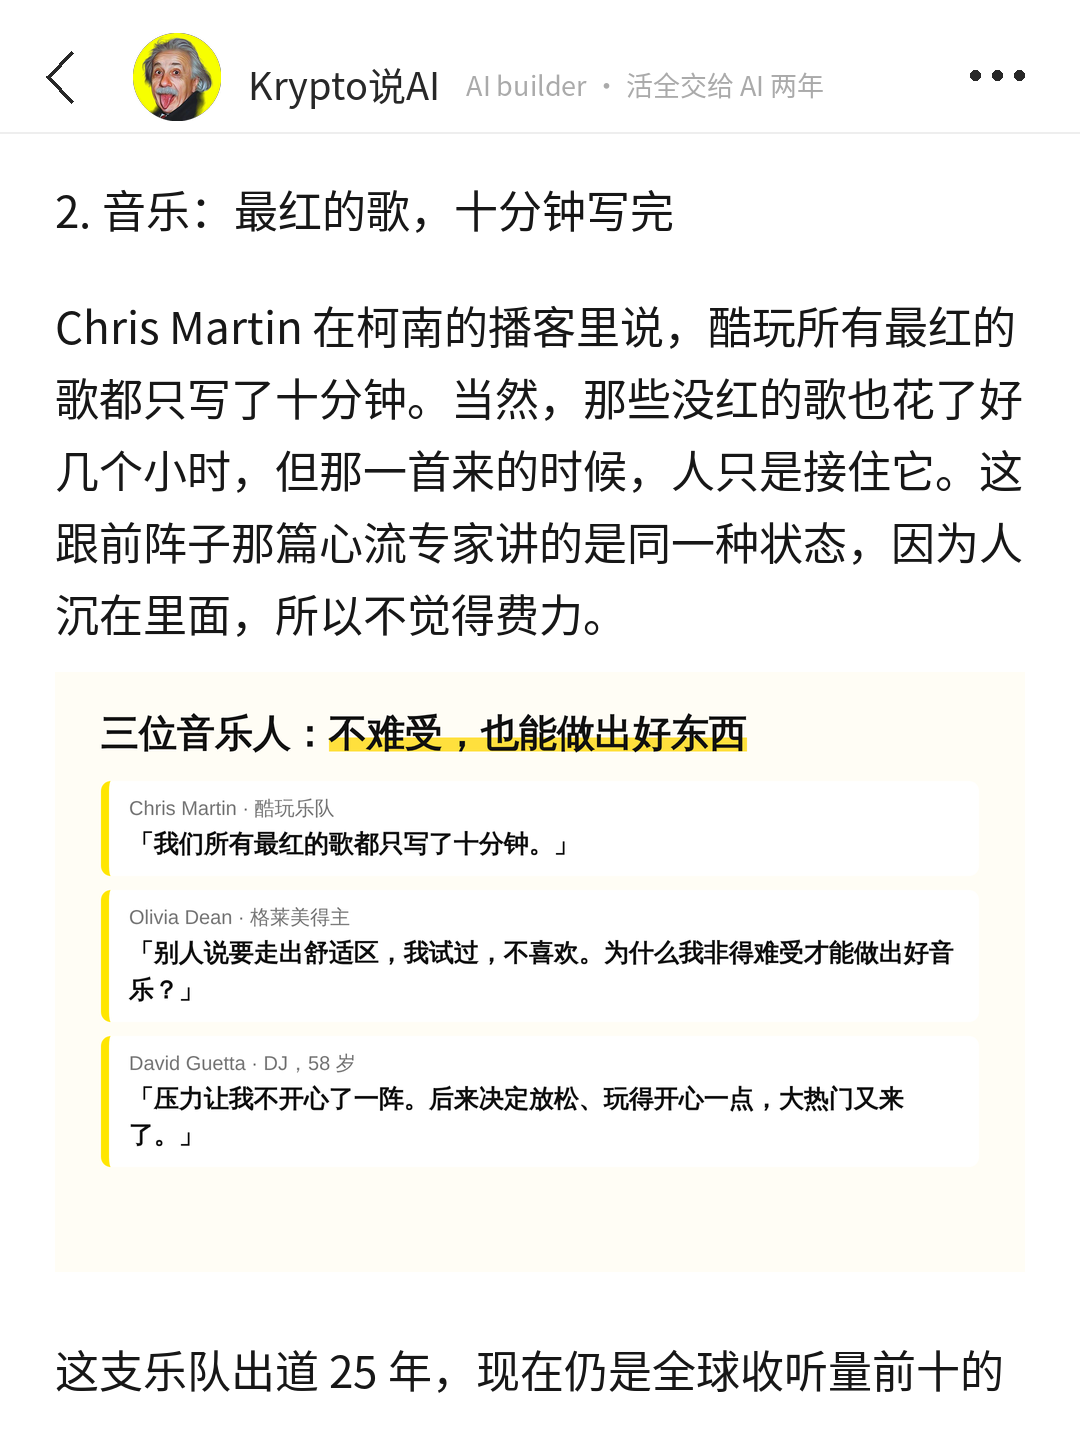 Krypto说AI AI builder · 活全交给 AI 两年
2. 音乐：最红的歌，十分钟写完
Chris Martin 在柯南的播客里说，酷玩所有最红的
歌都只写了十分钟。当然，那些没红的歌也花了好
几个小时，但那一首来的时候，人只是接住它。这
跟前阵子那篇心流专家讲的是同一种状态，因为人
沉在里面，所以不觉得费力。
三位音乐人：不难受，也能做出好东西
Chris Martin · 酷玩乐队
「我们所有最红的歌都只写了十分钟。」
Olivia Dean · 格莱美得主
「别人说要走出舒适区，我试过，不喜欢。为什么我非得难受才能做出好音
乐？」
David Guetta · DJ，58 岁
「压力让我不开心了一阵。后来决定放松、玩得开心一点，大热门又来
了。」
这支乐队出道 25 年，现在仍是全球收听量前十的